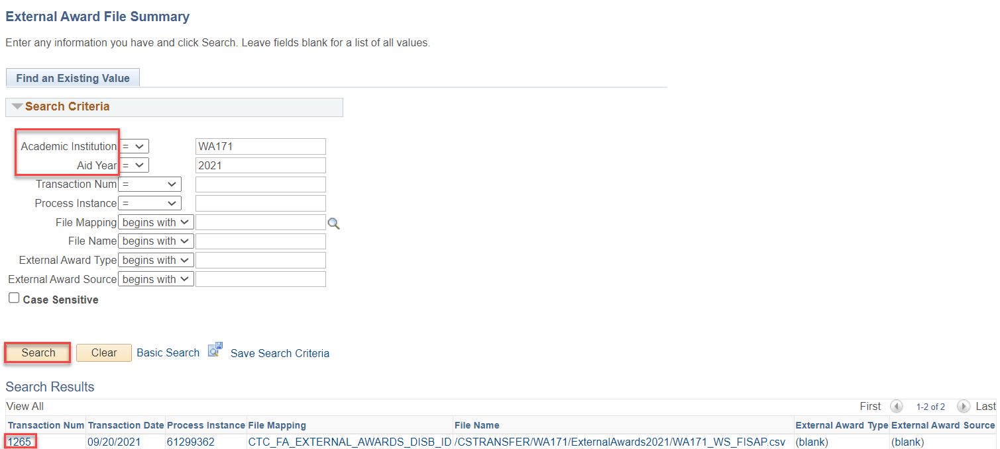 External Award File Summary
Enter any information you have and click Search. Leave fields blank for a list of all values.
Find an Existing Value
Search Criteria
Academic Institution = WA171
Aid Year = 2021
Transaction Num =
Process Instance =
File Mapping begins with
File Name begins with
External Award Type begins with
External Award Source begins with
Case Sensitive
Search Clear Basic Search Save Search Criteria
Search Results
View All First 1-2 of 2 Last
Transaction Num Transaction Date Process Instance File Mapping File Name External Award Type External Award Source
1265 09/20/2021 61299362 CTC_FA_EXTERNAL_AWARDS_DISB_ID /CSTRANSFER/WA171/ExternalAwards2021/WA171_WS_FISAP.csv (blank) (blank)